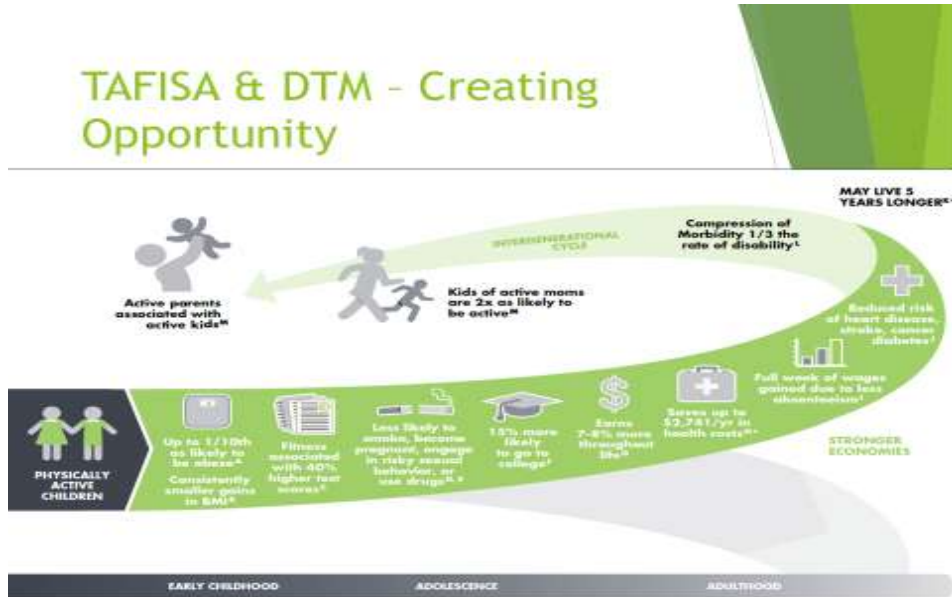 TAFISA & DTM – Creating
Opportunity
MAY LIVE 5
YEARS LONGER
Compression of
Morbidity 1/3 the
rate of disability
INTERGENERATIONAL
CYCLE
Active parents
associated with
active kids
Kids of active moms
are 2x as likely to
be active
Reduced risk
of heart disease,
stroke, cancer
diabetes
Full week of wages
gained due to less
absenteeism
Saves up to
$2,741/yr in
health costs
Earns
7-8% more
throughout
life
15% more
likely
to go to
college
Less likely to
smoke, become
pregnant, engage
in risky sexual
behavior, or
use drugs
Fitness
associated
with 40%
higher test
scores
Up to 1/10th
as likely to
be obese
Consistently
smaller gains
in BMI
PHYSICALLY
ACTIVE
CHILDREN
STRONGER
ECONOMIES
EARLY CHILDHOOD
ADOLESCENCE
ADULTHOOD